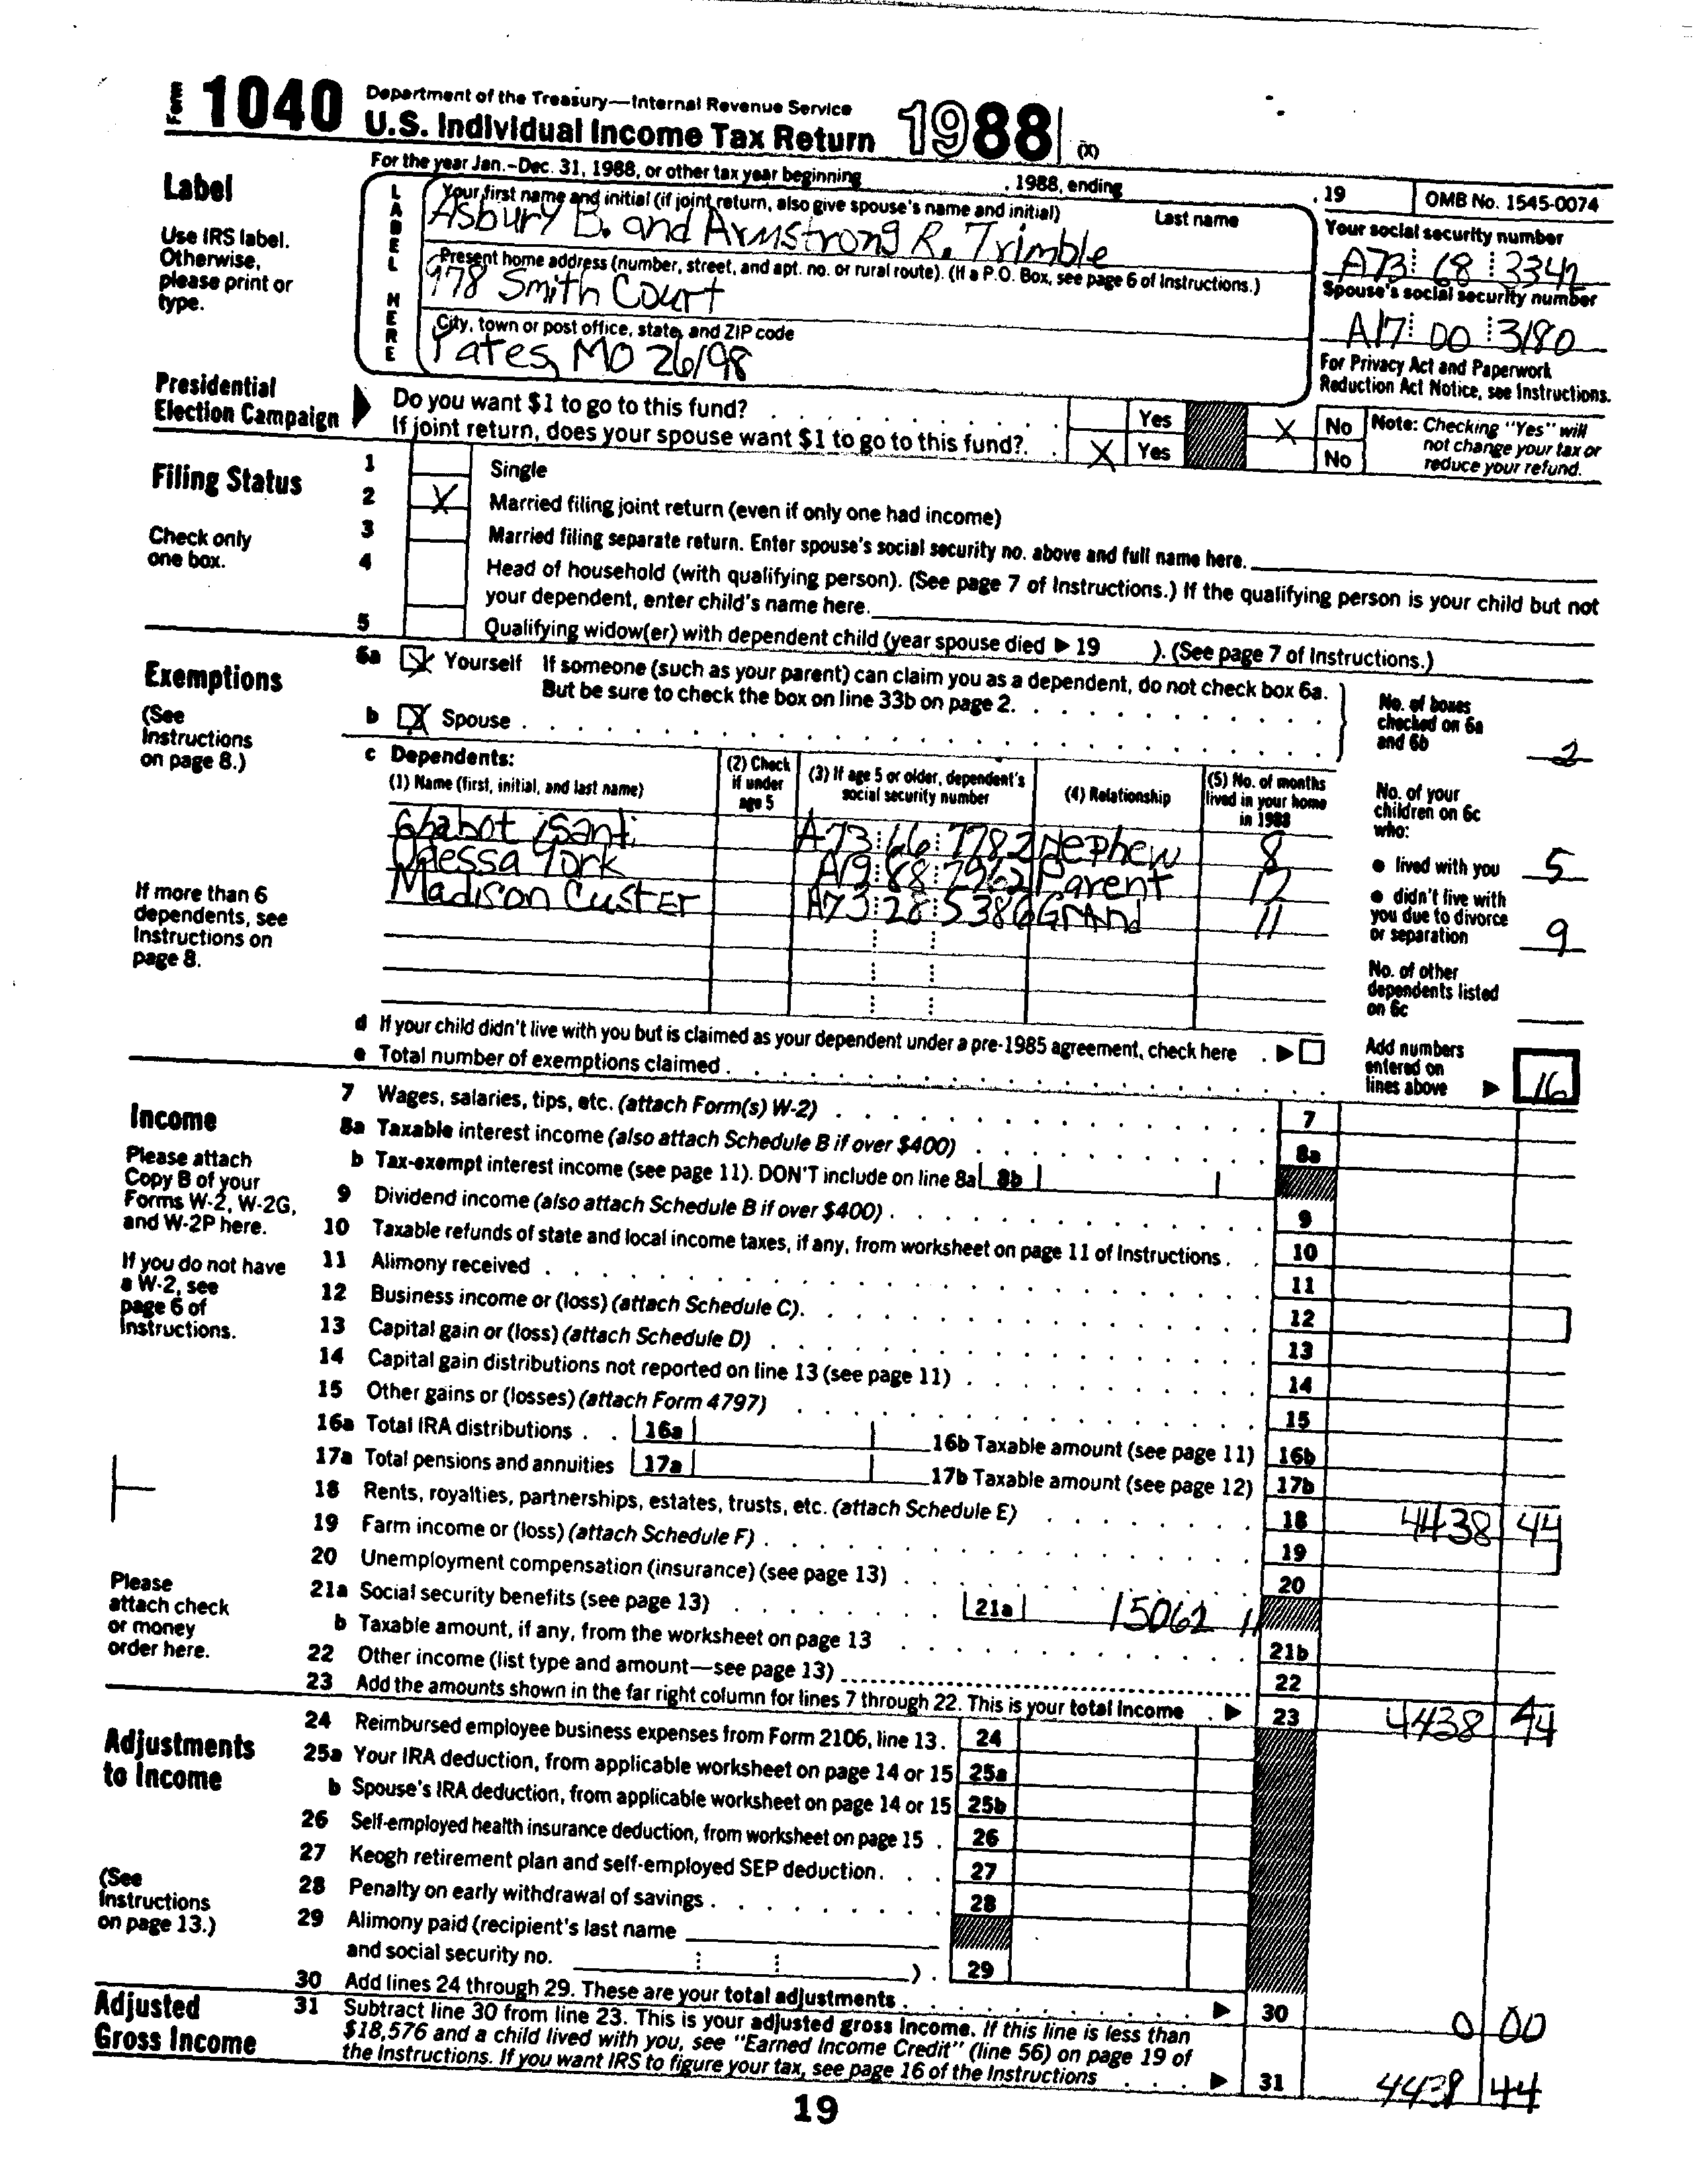 Form 1040 Department of the Treasury—Internal Revenue Service
U.S. Individual Income Tax Return 1988 (X)
For the year Jan.–Dec. 31, 1988, or other tax year beginning , 1988, ending , 19 OMB No. 1545-0074
Label
Use IRS label. Otherwise, please print or type.
LABEL HERE
Your first name and initial (if joint return, also give spouse's name and initial) Last name
Asbury B. and Armstrong R. Trimble
Your social security number
A73 68 3342
Present home address (number, street, and apt. no. or rural route). (If a P.O. Box, see page 6 of Instructions.)
978 Smith Court
Spouse's social security number
A17 DO 3180
City, town or post office, state, and ZIP code
Yates, MO 26198
For Privacy Act and Paperwork Reduction Act Notice, see Instructions.
Presidential Election Campaign
Do you want $1 to go to this fund? . . . . . . . . Yes X No
If joint return, does your spouse want $1 to go to this fund? . X Yes No
Note: Checking "Yes" will not change your tax or reduce your refund.
Filing Status
Check only one box.
1 Single
2 X Married filing joint return (even if only one had income)
3 Married filing separate return. Enter spouse's social security no. above and full name here.
4 Head of household (with qualifying person). (See page 7 of Instructions.) If the qualifying person is your child but not
your dependent, enter child's name here.
5 Qualifying widow(er) with dependent child (year spouse died ▶ 19 ). (See page 7 of Instructions.)
Exemptions
(See Instructions on page 8.)
6a X Yourself If someone (such as your parent) can claim you as a dependent, do not check box 6a.
But be sure to check the box on line 33b on page 2.
b X Spouse
No. of boxes checked on 6a and 6b 2
c Dependents:
(1) Name (first, initial, and last name) (2) Check if under age 5 (3) If age 5 or older, dependent's social security number (4) Relationship (5) No. of months lived in your home in 1988
Isanti A73 66 7782 Nephew 8
Odessa York A19 88 7962 Parent 12
Madison Custer A73 28 5386 Grand 11
If more than 6 dependents, see Instructions on page 8.
No. of your children on 6c who:
● lived with you 5
● didn't live with you due to divorce or separation 9
No. of other dependents listed on 6c
d If your child didn't live with you but is claimed as your dependent under a pre-1985 agreement, check here . ▶
e Total number of exemptions claimed
Add numbers entered on lines above ▶ 16
Income
Please attach Copy B of your Forms W-2, W-2G, and W-2P here.
If you do not have a W-2, see page 6 of Instructions.
Please attach check or money order here.
7 Wages, salaries, tips, etc. (attach Form(s) W-2) 7
8a Taxable interest income (also attach Schedule B if over $400) 8a
b Tax-exempt interest income (see page 11). DON'T include on line 8a 8b
9 Dividend income (also attach Schedule B if over $400) 9
10 Taxable refunds of state and local income taxes, if any, from worksheet on page 11 of Instructions 10
11 Alimony received 11
12 Business income or (loss) (attach Schedule C) 12
13 Capital gain or (loss) (attach Schedule D) 13
14 Capital gain distributions not reported on line 13 (see page 11) 14
15 Other gains or (losses) (attach Form 4797) 15
16a Total IRA distributions 16a 16b Taxable amount (see page 11) 16b
17a Total pensions and annuities 17a 17b Taxable amount (see page 12) 17b
18 Rents, royalties, partnerships, estates, trusts, etc. (attach Schedule E) 18 4438 44
19 Farm income or (loss) (attach Schedule F) 19
20 Unemployment compensation (insurance) (see page 13) 20
21a Social security benefits (see page 13) 21a 15062 11
b Taxable amount, if any, from the worksheet on page 13 21b
22 Other income (list type and amount—see page 13) 22
23 Add the amounts shown in the far right column for lines 7 through 22. This is your total income ▶ 23 4438 44
Adjustments to Income
(See Instructions on page 13.)
24 Reimbursed employee business expenses from Form 2106, line 13. 24
25a Your IRA deduction, from applicable worksheet on page 14 or 15 25a
b Spouse's IRA deduction, from applicable worksheet on page 14 or 15 25b
26 Self-employed health insurance deduction, from worksheet on page 15 26
27 Keogh retirement plan and self-employed SEP deduction 27
28 Penalty on early withdrawal of savings 28
29 Alimony paid (recipient's last name
and social security no. ) 29
30 Add lines 24 through 29. These are your total adjustments ▶ 30 0 00
Adjusted Gross Income
31 Subtract line 30 from line 23. This is your adjusted gross income. If this line is less than
$18,576 and a child lived with you, see "Earned Income Credit" (line 56) on page 19 of
the Instructions. If you want IRS to figure your tax, see page 16 of the Instructions ▶ 31 4438 44
19